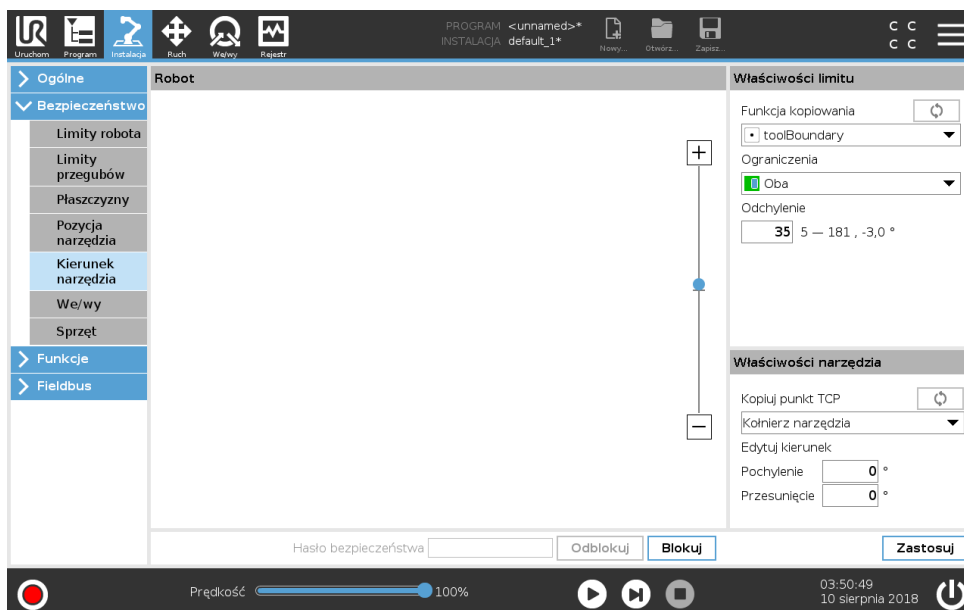 PROGRAM <unnamed>*
INSTALACJA default_1*
Uruchom Program Instalacja Ruch We/wy Rejestr Nowy... Otwórz... Zapisz...
C C
C C
Ogólne
Bezpieczeństwo
Limity robota
Limity
przegubów
Płaszczyzny
Pozycja
narzędzia
Kierunek
narzędzia
We/wy
Sprzęt
Funkcje
Fieldbus
Robot
Właściwości limitu
Funkcja kopiowania
toolBoundary
Ograniczenia
Oba
Odchylenie
35 5 — 181 , -3,0 °
Właściwości narzędzia
Kopiuj punkt TCP
Kołnierz narzędzia
Edytuj kierunek
Pochylenie 0 °
Przesunięcie 0 °
Hasło bezpieczeństwa Odblokuj Blokuj Zastosuj
Prędkość 100%
03:50:49
10 sierpnia 2018